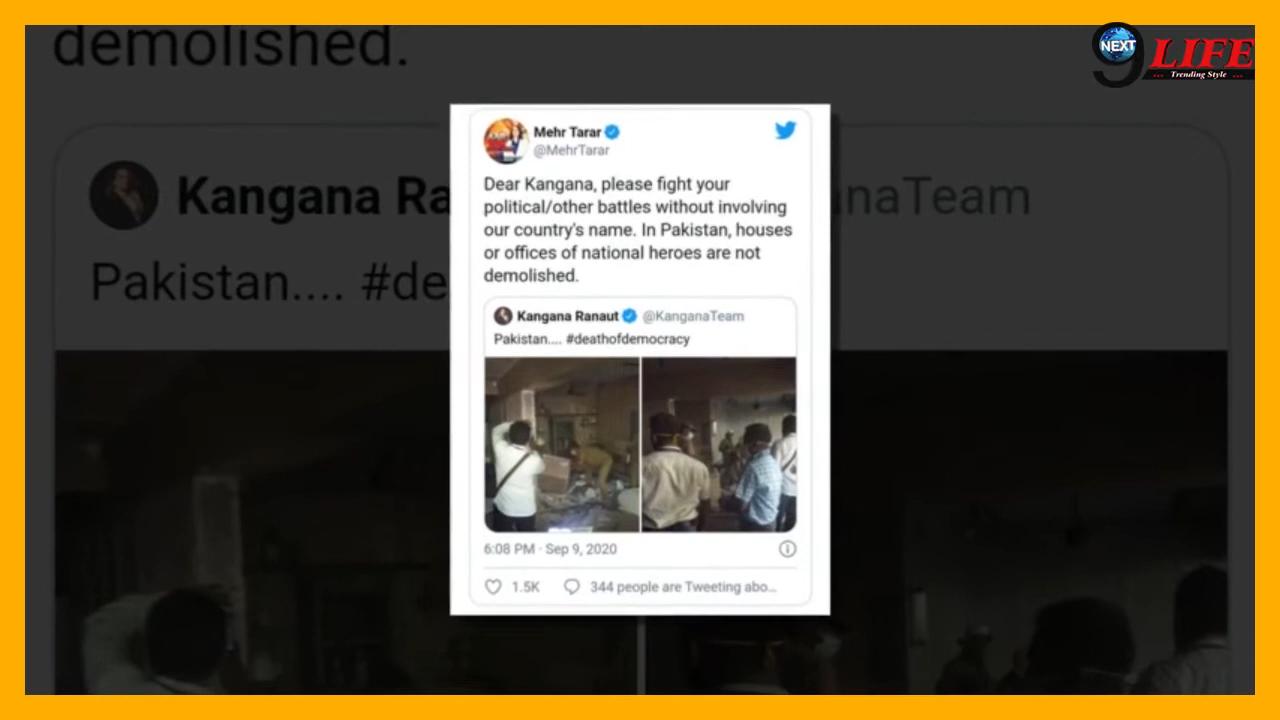 demolished.
NEXT
9 LIFE
... Trending Style ...
Kangana Ra
naTeam
Pakistan.... #de
Mehr Tarar
@MehrTarar
Dear Kangana, please fight your
political/other battles without involving
our country's name. In Pakistan, houses
or offices of national heroes are not
demolished.
Kangana Ranaut @KanganaTeam
Pakistan.... #deathofdemocracy
6:08 PM · Sep 9, 2020
1.5K 344 people are Tweeting abo...